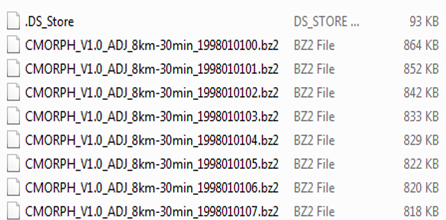 .DS_Store DS_STORE ... 93 KB
CMORPH_V1.0_ADJ_8km-30min_1998010100.bz2 BZ2 File 864 KB
CMORPH_V1.0_ADJ_8km-30min_1998010101.bz2 BZ2 File 852 KB
CMORPH_V1.0_ADJ_8km-30min_1998010102.bz2 BZ2 File 842 KB
CMORPH_V1.0_ADJ_8km-30min_1998010103.bz2 BZ2 File 833 KB
CMORPH_V1.0_ADJ_8km-30min_1998010104.bz2 BZ2 File 829 KB
CMORPH_V1.0_ADJ_8km-30min_1998010105.bz2 BZ2 File 822 KB
CMORPH_V1.0_ADJ_8km-30min_1998010106.bz2 BZ2 File 820 KB
CMORPH_V1.0_ADJ_8km-30min_1998010107.bz2 BZ2 File 818 KB